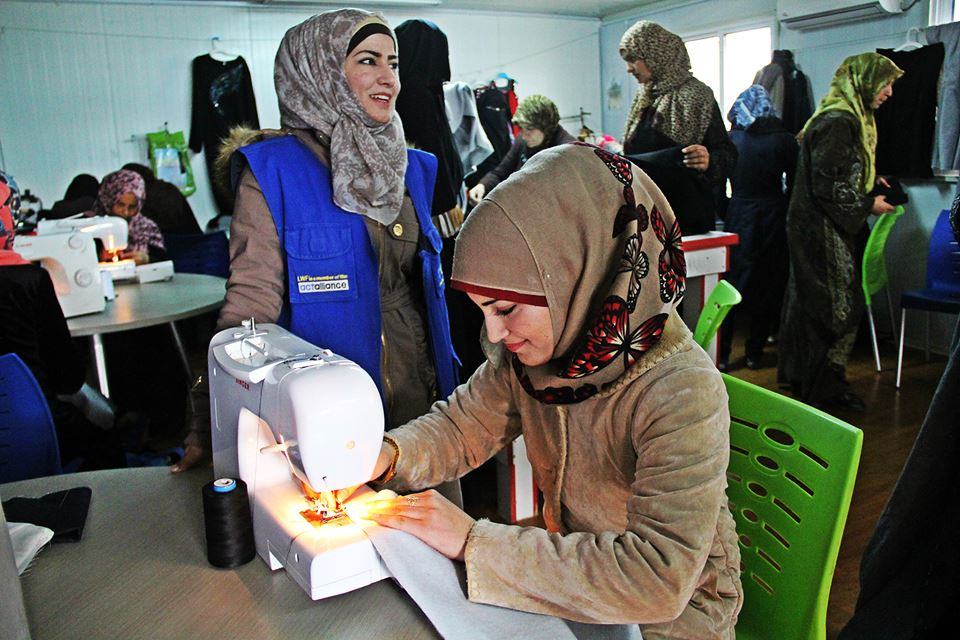 LWF is a member of the
actalliance
SINGER